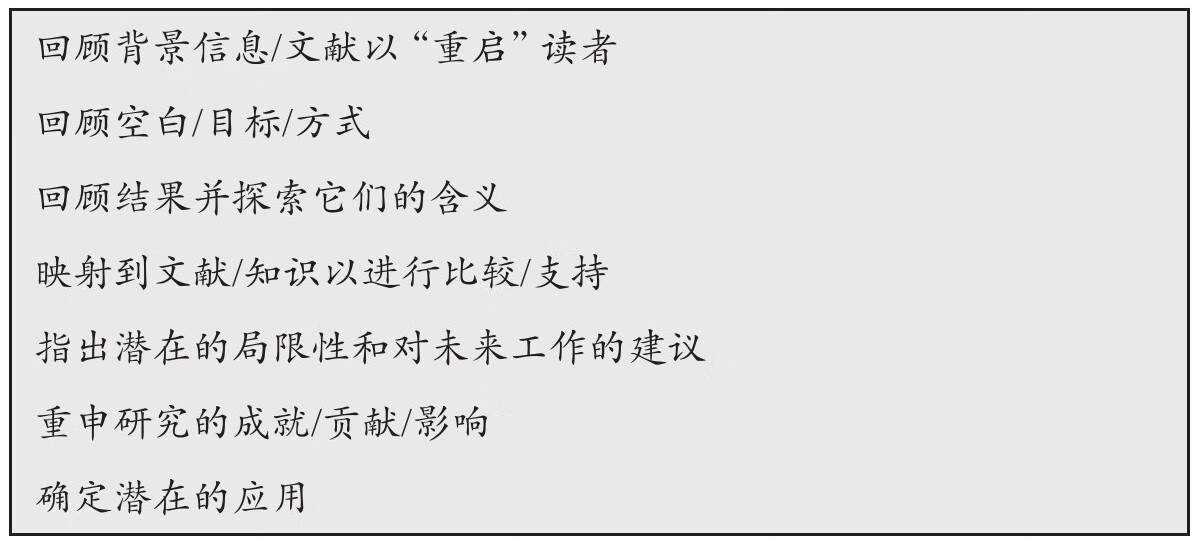 回顾背景信息/文献以“重启”读者
回顾空白/目标/方式
回顾结果并探索它们的含义
映射到文献/知识以进行比较/支持
指出潜在的局限性和对未来工作的建议
重申研究的成就/贡献/影响
确定潜在的应用